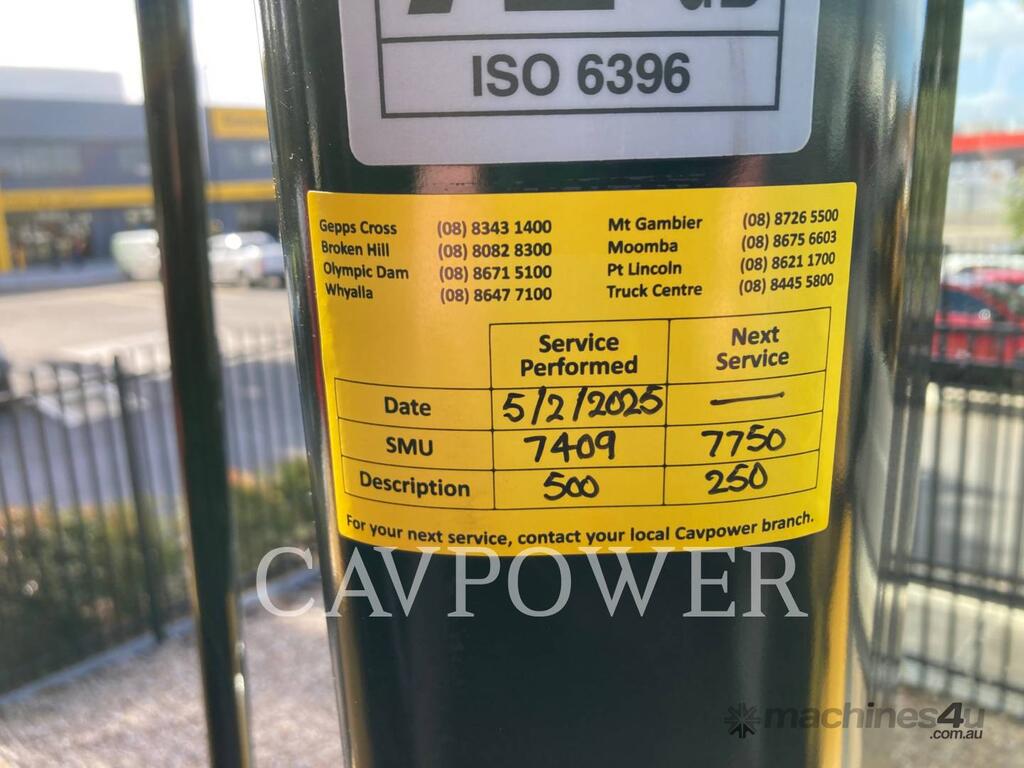 ISO 6396
Gepps Cross (08) 8343 1400 Mt Gambier (08) 8726 5500
Broken Hill (08) 8082 8300 Moomba (08) 8675 6603
Olympic Dam (08) 8671 5100 Pt Lincoln (08) 8621 1700
Whyalla (08) 8647 7100 Truck Centre (08) 8445 5800
Service Performed Next Service
Date 5/2/2025 —
SMU 7409 7750
Description 500 250
For your next service, contact your local Cavpower branch.
CAVPOWER
machines4u
.com.au